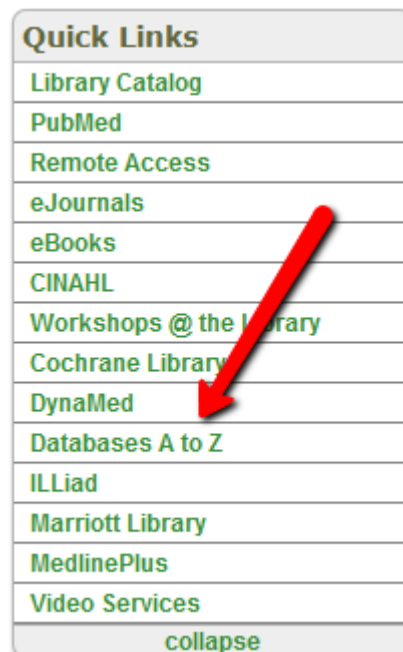 Quick Links
Library Catalog
PubMed
Remote Access
eJournals
eBooks
CINAHL
Workshops @ the Library
Cochrane Library
DynaMed
Databases A to Z
ILLiad
Marriott Library
MedlinePlus
Video Services
collapse